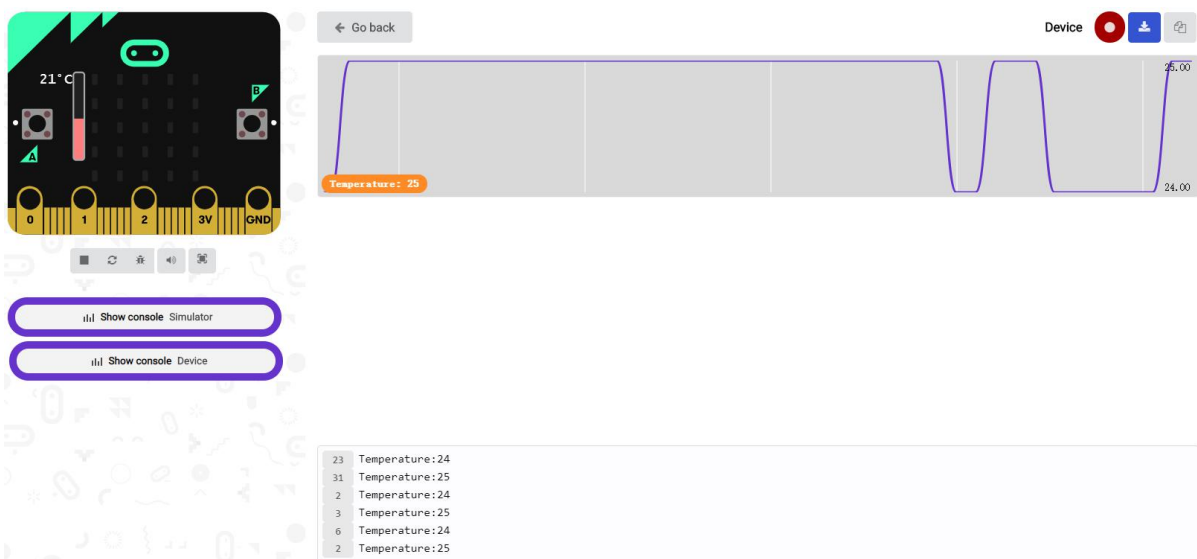 ← Go back
Device
21°C
B
A
0 1 2 3V GND
25.00
Temperature: 25
24.00
Show console Simulator
Show console Device
23 Temperature:24
31 Temperature:25
2 Temperature:24
3 Temperature:25
6 Temperature:24
2 Temperature:25